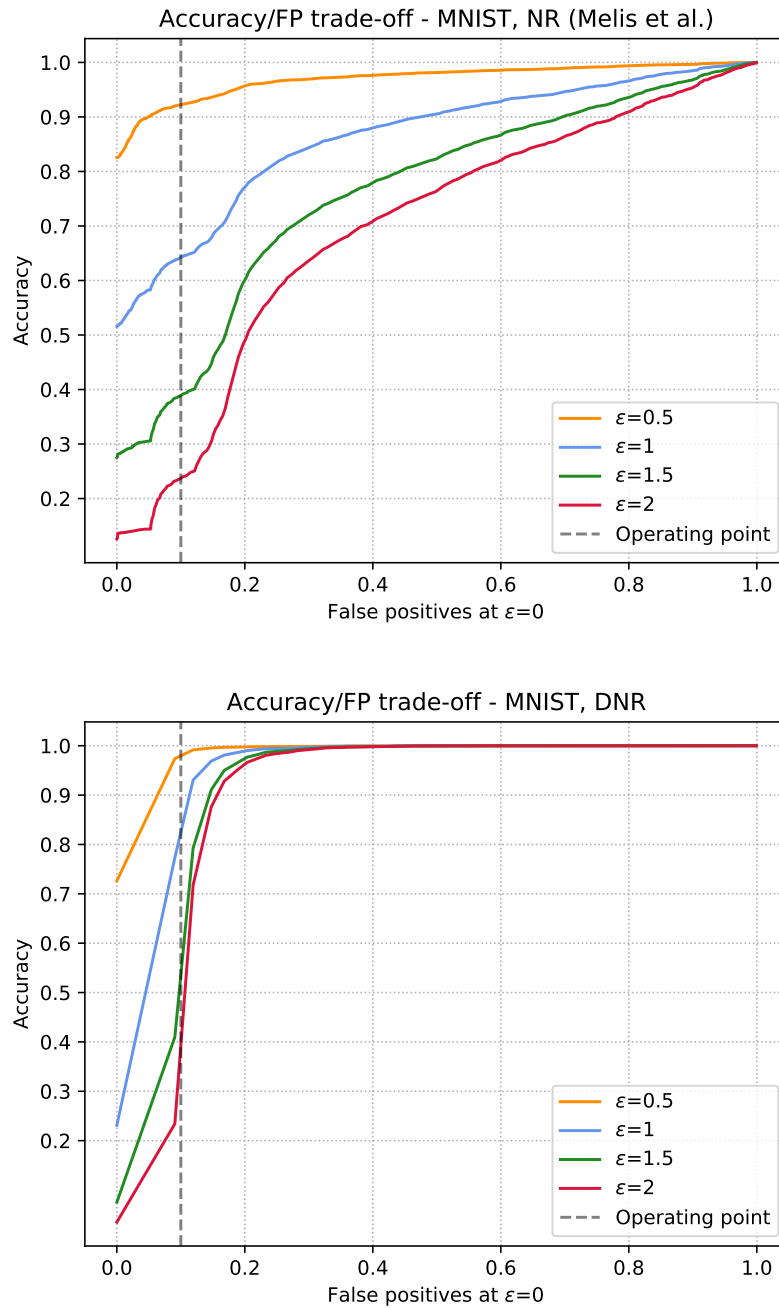 Accuracy/FP trade-off - MNIST, NR (Melis et al.)
1.0
0.9
0.8
0.7
0.6
0.5
0.4
0.3
0.2
Accuracy
ε=0.5
ε=1
ε=1.5
ε=2
Operating point
0.0 0.2 0.4 0.6 0.8 1.0
False positives at ε=0
Accuracy/FP trade-off - MNIST, DNR
1.0
0.9
0.8
0.7
0.6
0.5
0.4
0.3
0.2
Accuracy
ε=0.5
ε=1
ε=1.5
ε=2
Operating point
0.0 0.2 0.4 0.6 0.8 1.0
False positives at ε=0